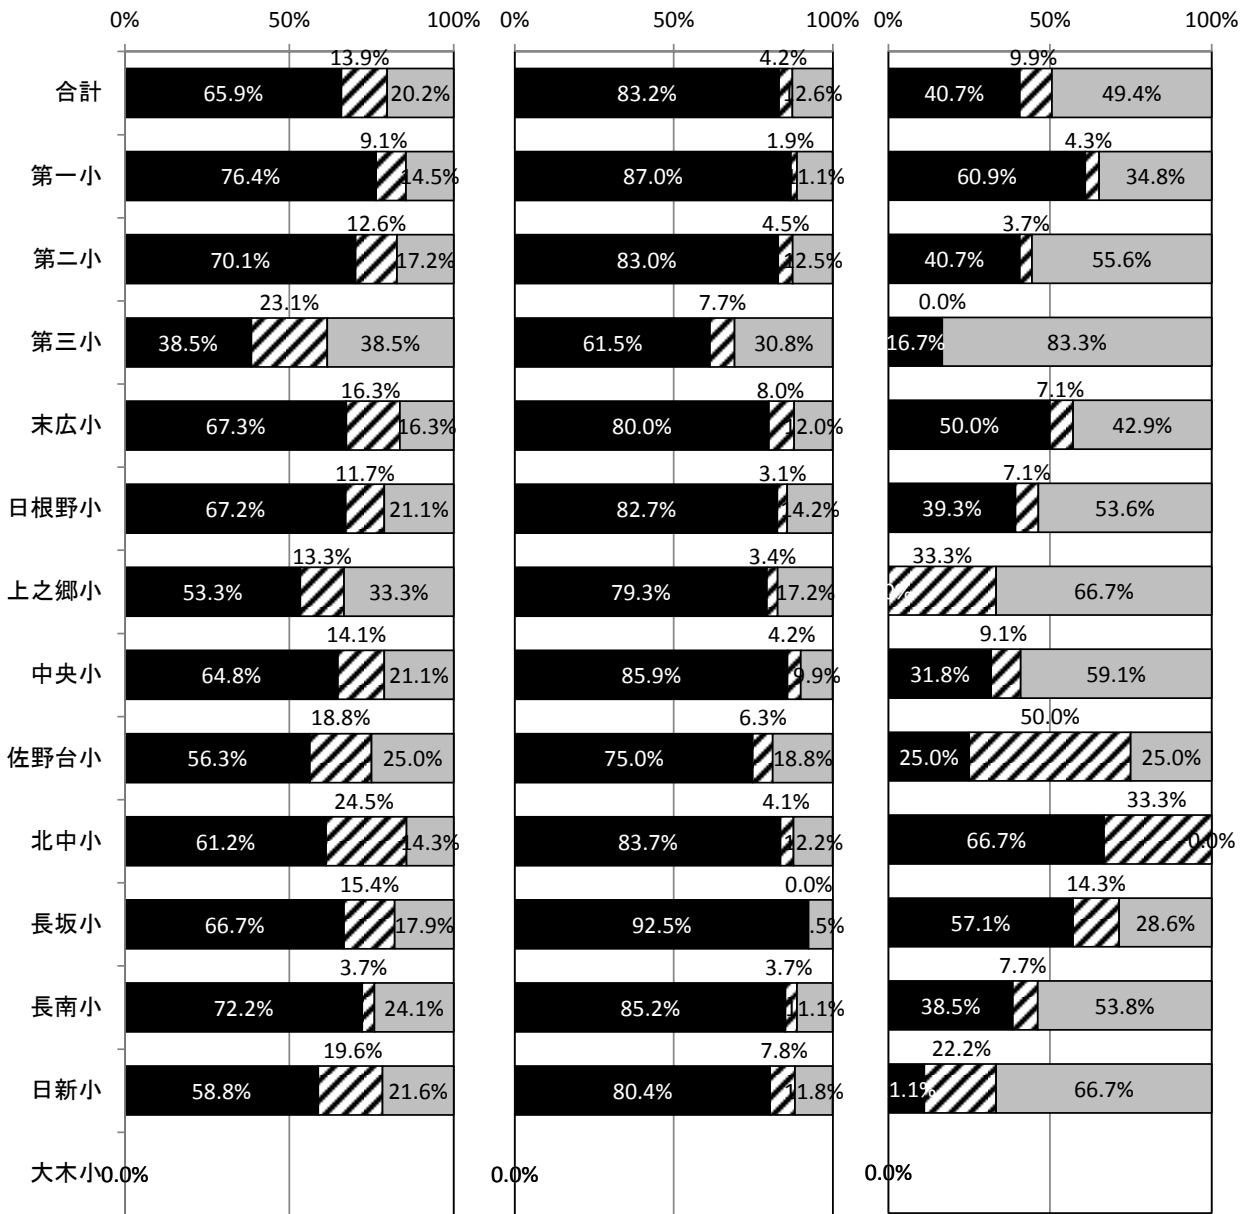 0% 50% 100% 0% 50% 100% 0% 50% 100%
13.9% 4.2% 9.9%
合計 65.9% 20.2% 83.2% 12.6% 40.7% 49.4%
9.1% 1.9% 4.3%
第一小 76.4% 14.5% 87.0% 11.1% 60.9% 34.8%
12.6% 4.5% 3.7%
第二小 70.1% 17.2% 83.0% 12.5% 40.7% 55.6%
23.1% 7.7% 0.0%
第三小 38.5% 38.5% 61.5% 30.8% 16.7% 83.3%
16.3% 8.0% 7.1%
末広小 67.3% 16.3% 80.0% 12.0% 50.0% 42.9%
11.7% 3.1% 7.1%
日根野小 67.2% 21.1% 82.7% 14.2% 39.3% 53.6%
13.3% 3.4% 33.3%
上之郷小 53.3% 33.3% 79.3% 17.2% 66.7%
14.1% 4.2% 9.1%
中央小 64.8% 21.1% 85.9% 9.9% 31.8% 59.1%
18.8% 6.3% 50.0%
佐野台小 56.3% 25.0% 75.0% 18.8% 25.0% 25.0%
24.5% 4.1% 33.3%
北中小 61.2% 14.3% 83.7% 12.2% 66.7% 0.0%
15.4% 0.0% 14.3%
長坂小 66.7% 17.9% 92.5% .5% 57.1% 28.6%
3.7% 3.7% 7.7%
長南小 72.2% 24.1% 85.2% 11.1% 38.5% 53.8%
19.6% 7.8% 22.2%
日新小 58.8% 21.6% 80.4% 11.8% 1.1% 66.7%
大木小 0.0% 0.0% 0.0%